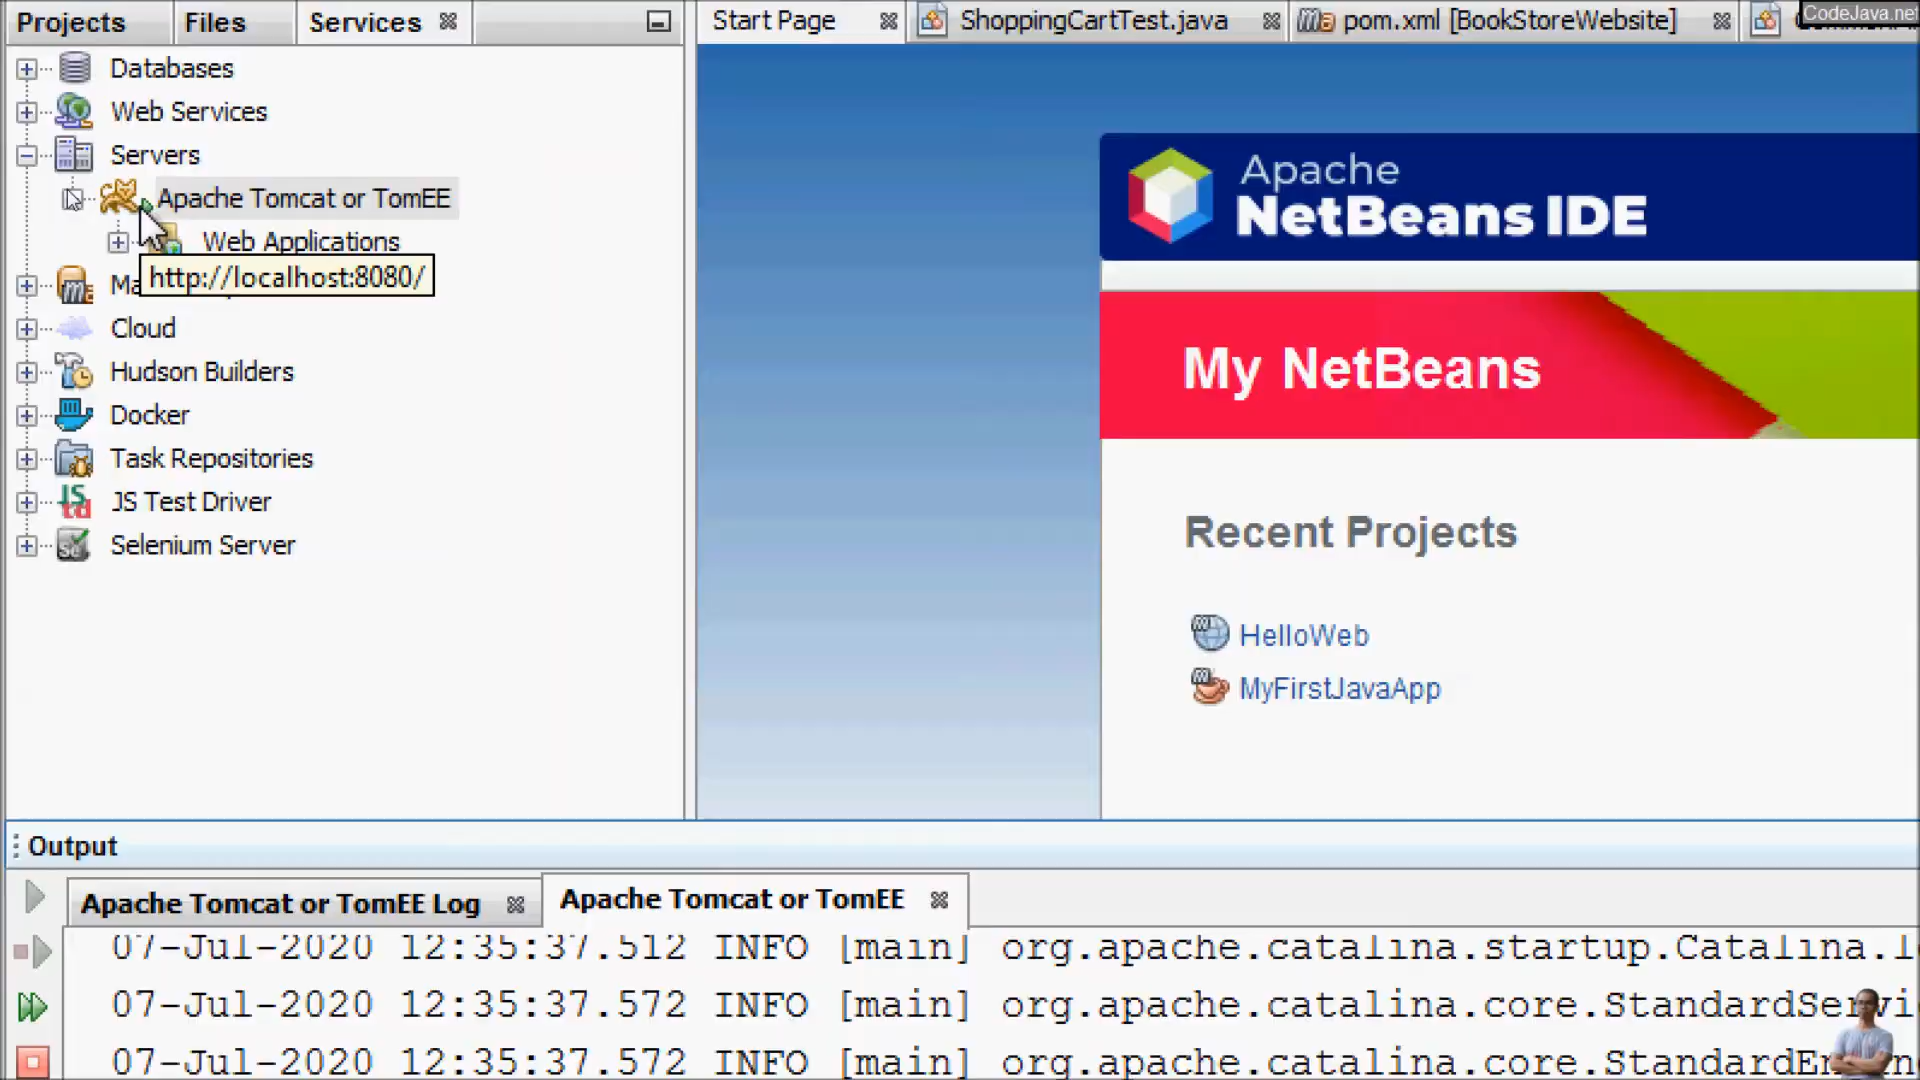 Projects
Files
Services
Start Page
ShoppingCartTest.java
pom.xml [BookStoreWebsite]
CodeJava.net
Databases
Web Services
Servers
Apache Tomcat or TomEE
Web Applications
http://localhost:8080/
Cloud
Hudson Builders
Docker
Task Repositories
JS Test Driver
Selenium Server
Apache
NetBeans IDE
My NetBeans
Recent Projects
HelloWeb
MyFirstJavaApp
Output
Apache Tomcat or TomEE Log
Apache Tomcat or TomEE
07-Jul-2020 12:35:37.512 INFO [main] org.apache.catalina.startup.Catalina.l
07-Jul-2020 12:35:37.572 INFO [main] org.apache.catalina.core.StandardServi
07-Jul-2020 12:35:37.572 INFO [main] org.apache.catalina.core.StandardEn